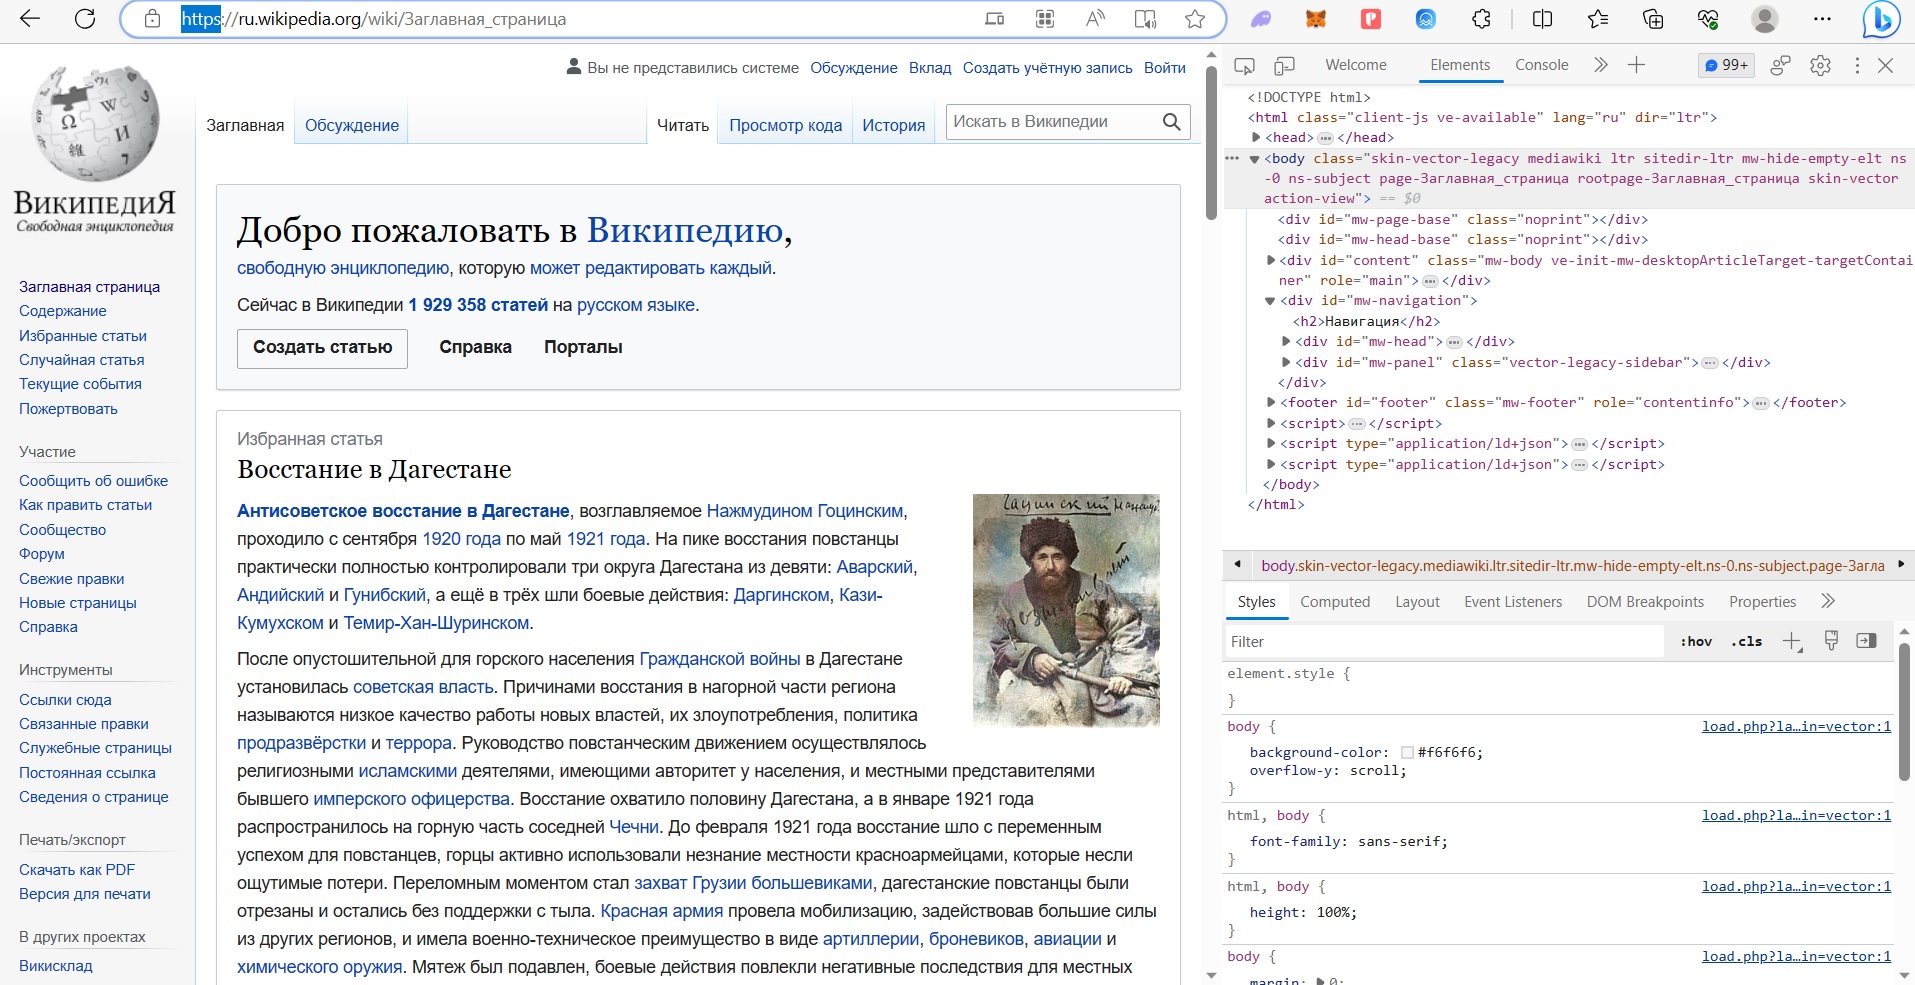 https://ru.wikipedia.org/wiki/Заглавная_страница
Вы не представились системе Обсуждение Вклад Создать учётную запись Войти
Заглавная Обсуждение Читать Просмотр кода История Искать в Википедии
ВикипедиЯ
Свободная энциклопедия
Заглавная страница
Содержание
Избранные статьи
Случайная статья
Текущие события
Пожертвовать
Участие
Сообщить об ошибке
Как править статьи
Сообщество
Форум
Свежие правки
Новые страницы
Справка
Инструменты
Ссылки сюда
Связанные правки
Служебные страницы
Постоянная ссылка
Сведения о странице
Печать/экспорт
Скачать как PDF
Версия для печати
В других проектах
Викисклад
Добро пожаловать в Википедию,
свободную энциклопедию, которую может редактировать каждый.
Сейчас в Википедии 1 929 358 статей на русском языке.
Создать статью Справка Порталы
Избранная статья
Восстание в Дагестане
Антисоветское восстание в Дагестане, возглавляемое Нажмудином Гоцинским,
проходило с сентября 1920 года по май 1921 года. На пике восстания повстанцы
практически полностью контролировали три округа Дагестана из девяти: Аварский,
Андийский и Гунибский, а ещё в трёх шли боевые действия: Даргинском, Кази-
Кумухском и Темир-Хан-Шуринском.
После опустошительной для горского населения Гражданской войны в Дагестане
установилась советская власть. Причинами восстания в нагорной части региона
называются низкое качество работы новых властей, их злоупотребления, политика
продразвёрстки и террора. Руководство повстанческим движением осуществлялось
религиозными исламскими деятелями, имеющими авторитет у населения, и местными представителями
бывшего имперского офицерства. Восстание охватило половину Дагестана, а в январе 1921 года
распространилось на горную часть соседней Чечни. До февраля 1921 года восстание шло с переменным
успехом для повстанцев, горцы активно использовали незнание местности красноармейцами, которые несли
ощутимые потери. Переломным моментом стал захват Грузии большевиками, дагестанские повстанцы были
отрезаны и остались без поддержки с тыла. Красная армия провела мобилизацию, задействовав большие силы
из других регионов, и имела военно-техническое преимущество в виде артиллерии, броневиков, авиации и
химического оружия. Мятеж был подавлен, боевые действия повлекли негативные последствия для местных
Welcome Elements Console 99+
<!DOCTYPE html>
<html class="client-js ve-available" lang="ru" dir="ltr">
<head> ••• </head>
••• <body class="skin-vector-legacy mediawiki ltr sitedir-ltr mw-hide-empty-elt ns
-0 ns-subject page-Заглавная_страница rootpage-Заглавная_страница skin-vector
action-view"> == $0
<div id="mw-page-base" class="noprint"></div>
<div id="mw-head-base" class="noprint"></div>
<div id="content" class="mw-body ve-init-mw-desktopArticleTarget-targetContai
ner" role="main"> ••• </div>
<div id="mw-navigation">
<h2>Навигация</h2>
<div id="mw-head"> ••• </div>
<div id="mw-panel" class="vector-legacy-sidebar"> ••• </div>
</div>
<footer id="footer" class="mw-footer" role="contentinfo"> ••• </footer>
<script> ••• </script>
<script type="application/ld+json"> ••• </script>
<script type="application/ld+json"> ••• </script>
</body>
</html>
body.skin-vector-legacy.mediawiki.ltr.sitedir-ltr.mw-hide-empty-elt.ns-0.ns-subject.page-Загла
Styles Computed Layout Event Listeners DOM Breakpoints Properties
Filter :hov .cls
element.style {
}
body { load.php?la…in=vector:1
background-color: #f6f6f6;
overflow-y: scroll;
}
html, body { load.php?la…in=vector:1
font-family: sans-serif;
}
html, body { load.php?la…in=vector:1
height: 100%;
}
body { load.php?la…in=vector:1
margin: 0;